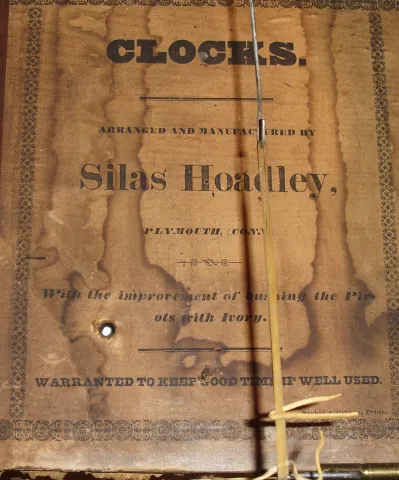 CLOCKS.
ARRANGED AND MANUFACTURED BY
Silas Hoadley,
PLYMOUTH, (CONN.)
With the improvement of bushing the Piv-
ots with Ivory.
WARRANTED TO KEEP GOOD TIME IF WELL USED.